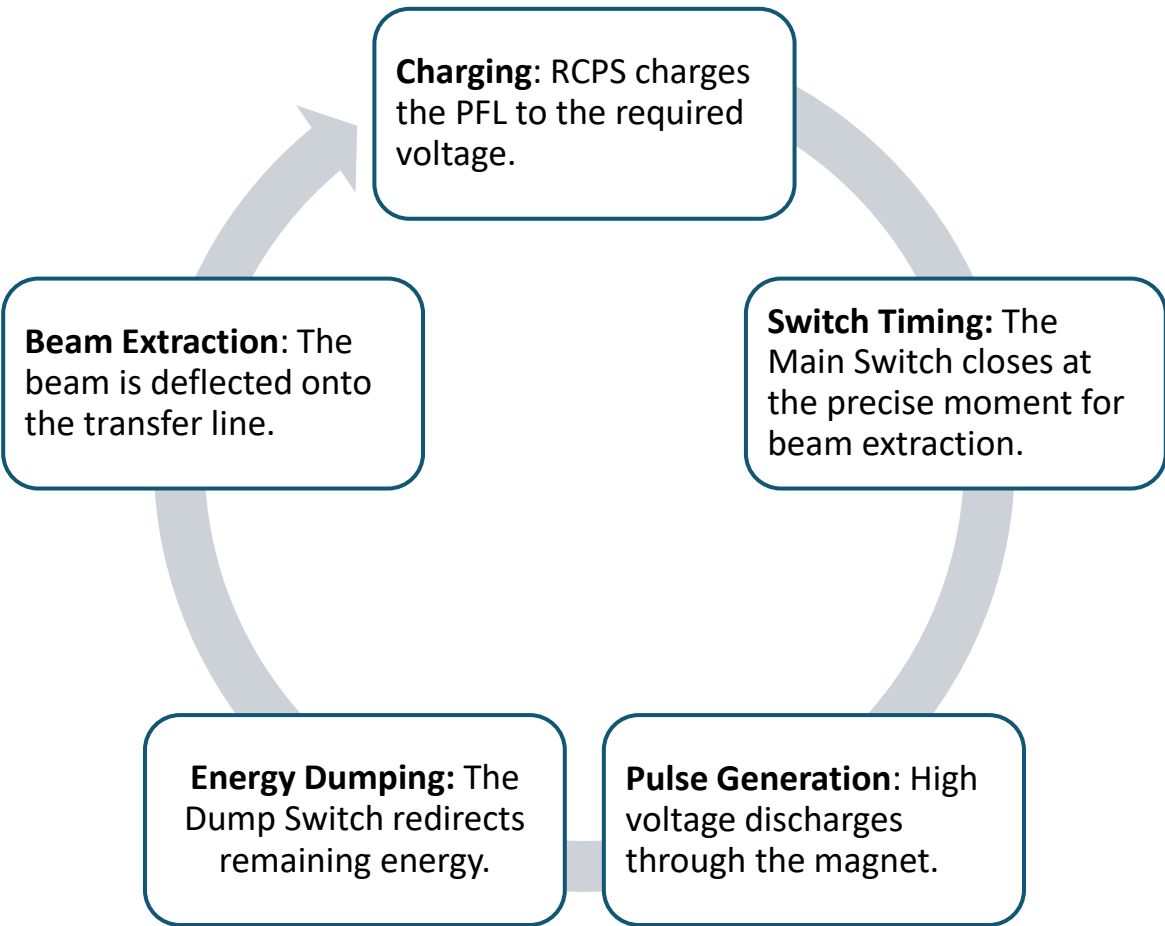 Charging: RCPS charges
the PFL to the required
voltage.
Switch Timing: The
Main Switch closes at
the precise moment for
beam extraction.
Pulse Generation: High
voltage discharges
through the magnet.
Energy Dumping: The
Dump Switch redirects
remaining energy.
Beam Extraction: The
beam is deflected onto
the transfer line.